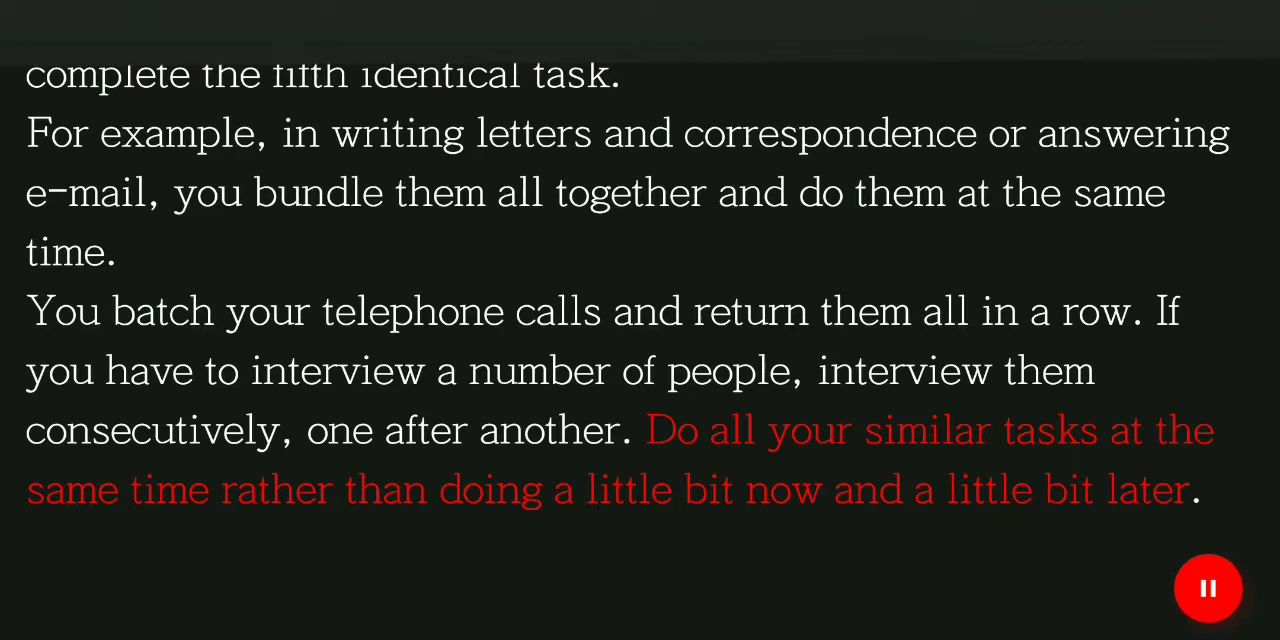 complete the fifth identical task.
For example, in writing letters and correspondence or answering
e-mail, you bundle them all together and do them at the same
time.
You batch your telephone calls and return them all in a row. If
you have to interview a number of people, interview them
consecutively, one after another. Do all your similar tasks at the
same time rather than doing a little bit now and a little bit later.